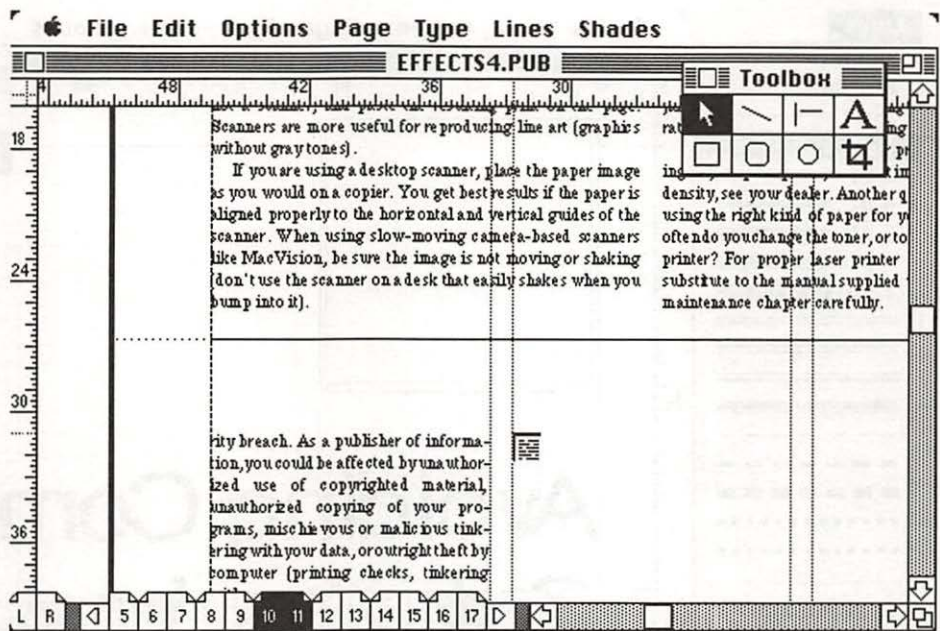 File Edit Options Page Type Lines Shades
EFFECTS4.PUB
Toolbox
A
48 42 36 30
18
24
30
36
Scanners are more useful for reproducing line art (graphics
without gray tones).
If you are using a desktop scanner, place the paper image
as you would on a copier. You get best results if the paper is
aligned properly to the horizontal and vertical guides of the
scanner. When using slow-moving camera-based scanners
like MacVision, be sure the image is not moving or shaking
(don't use the scanner on a desk that easily shakes when you
bump into it).
density, see your dealer. Another q
using the right kind of paper for y
often do you change the toner, or to
printer? For proper laser printer
substitute to the manual supplied
maintenance chapter carefully.
rity breach. As a publisher of informa-
tion, you could be affected by unauthor-
ized use of copyrighted material,
unauthorized copying of your pro-
grams, mischievous or malicious tink-
ering with your data, or outright theft by
computer (printing checks, tinkering
L R 5 6 7 8 9 10 11 12 13 14 15 16 17